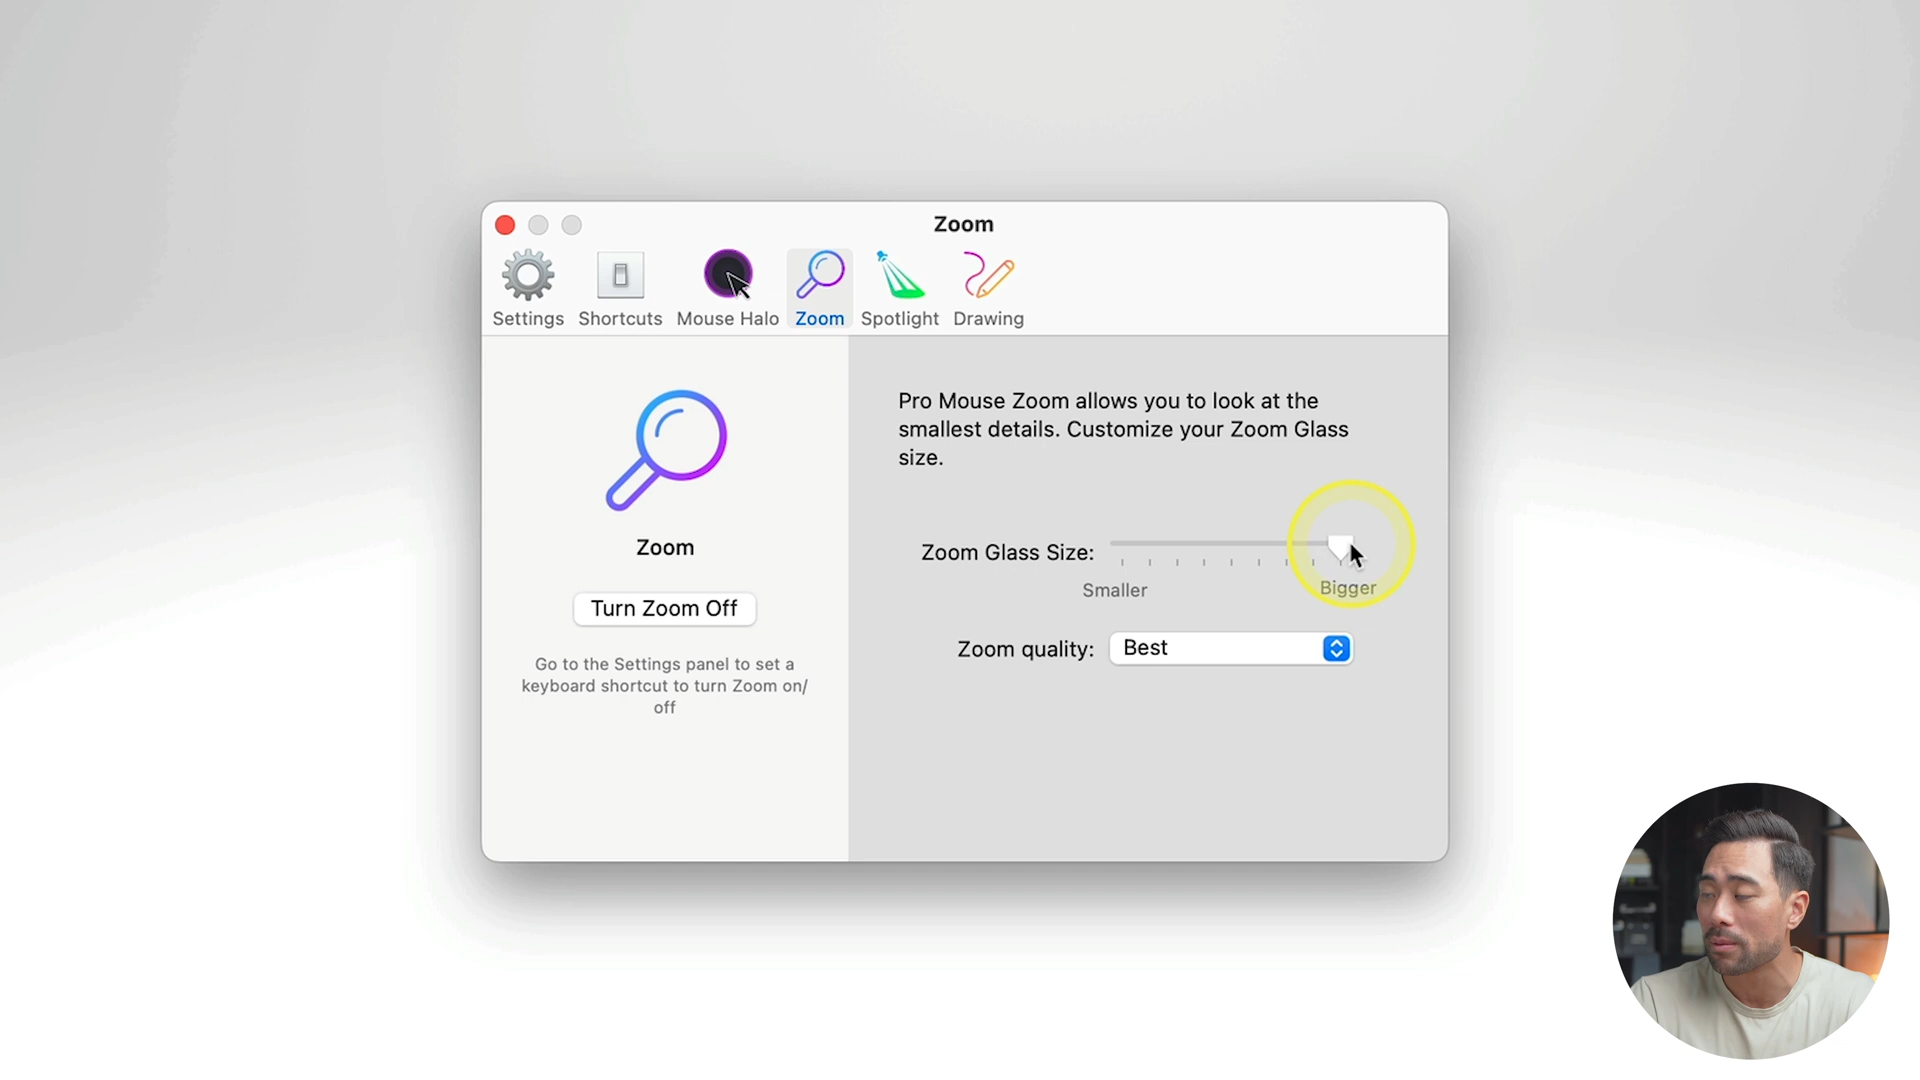 Zoom
Settings
Shortcuts
Mouse Halo
Zoom
Spotlight
Drawing
Zoom
Turn Zoom Off
Go to the Settings panel to set a
keyboard shortcut to turn Zoom on/
off
Pro Mouse Zoom allows you to look at the
smallest details. Customize your Zoom Glass
size.
Zoom Glass Size:
Smaller
Bigger
Zoom quality:
Best